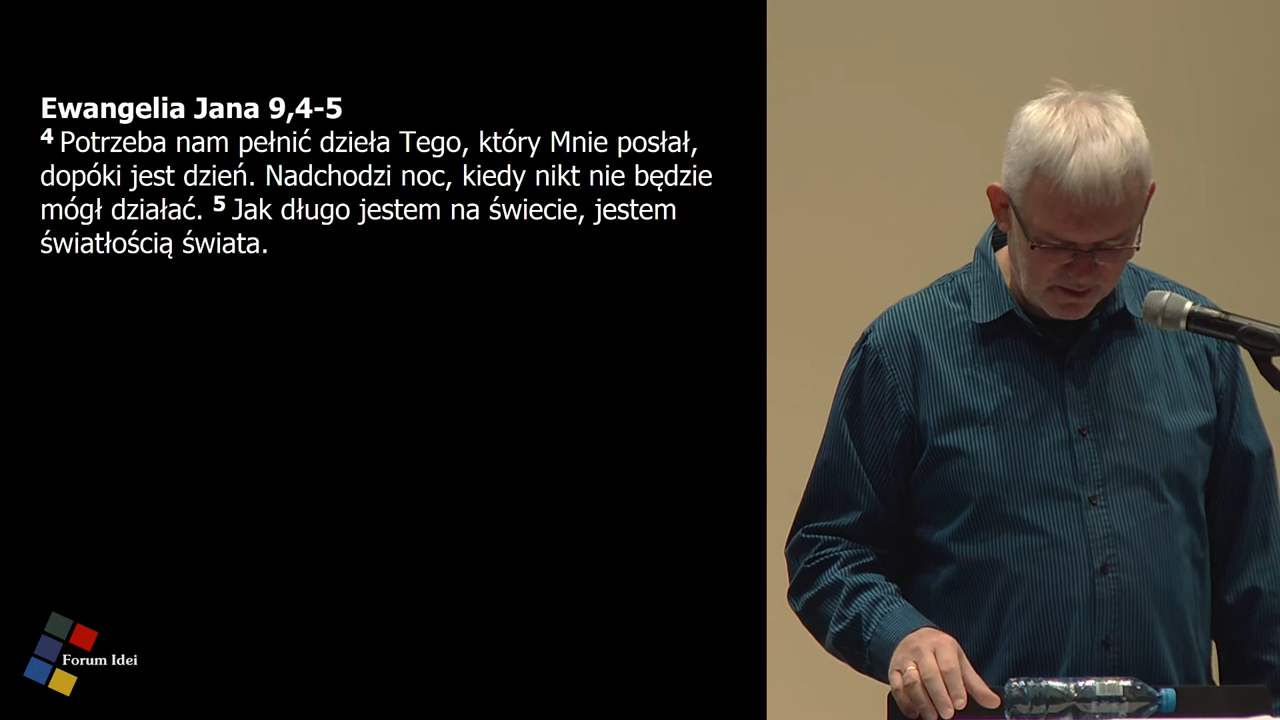 Ewangelia Jana 9,4-5
4 Potrzeba nam pełnić dzieła Tego, który Mnie posłał,
dopóki jest dzień. Nadchodzi noc, kiedy nikt nie będzie
mógł działać. 5 Jak długo jestem na świecie, jestem
światłością świata.
Forum Idei